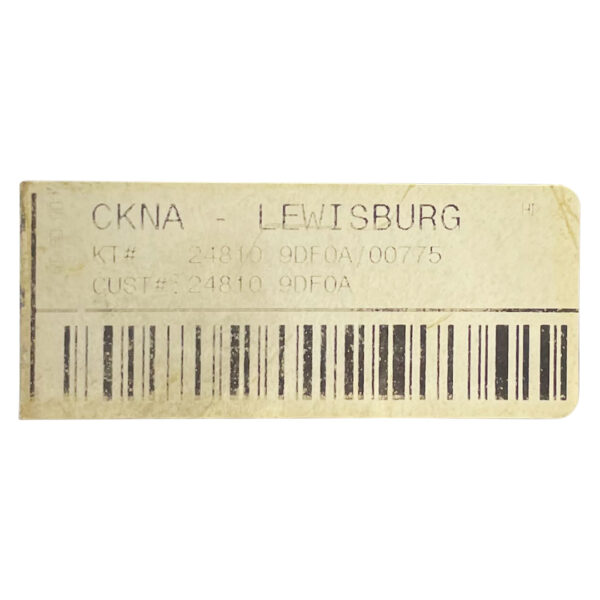 CKNA - LEWISBURG
KT# 24810 9DF0A/00775
CUST#: 24810 9DF0A